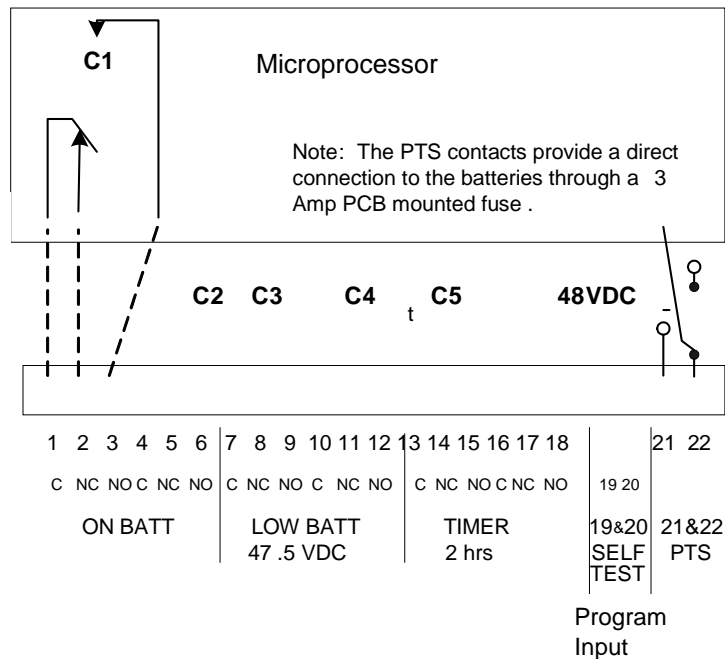 C1
Microprocessor
Note: The PTS contacts provide a direct
connection to the batteries through a 3
Amp PCB mounted fuse .
C2 C3 C4 t C5 48VDC
-
1 2 3 4 5 6 7 8 9 10 11 12 13 14 15 16 17 18 21 22
C NC NO C NC NO C NC NO C NC NO C NC NO C NC NO 19 20
ON BATT LOW BATT TIMER 19&20 21&22
47 .5 VDC 2 hrs SELF PTS
TEST
Program
Input